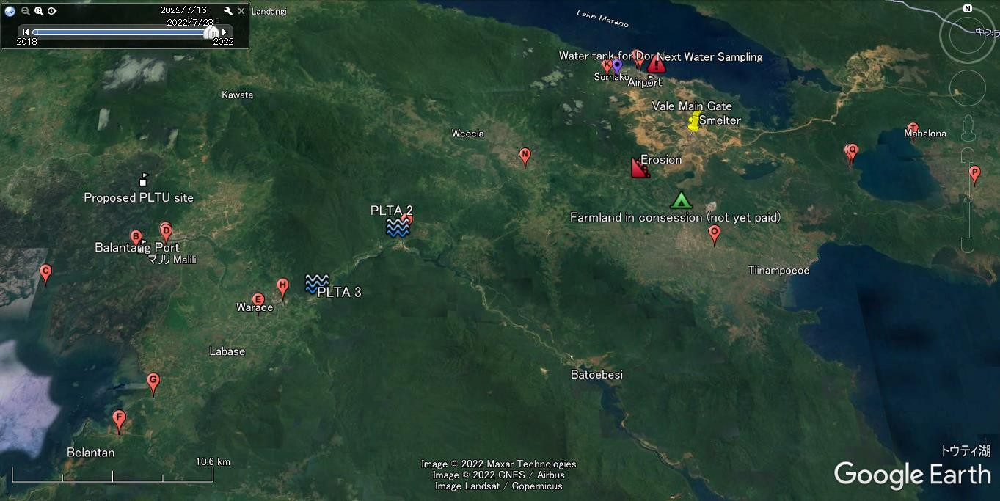 2022/7/16
2022/7/23
2018
2022
Landangi
Lake Matano
N
Water tank for Dor
Next Water Sampling
K
Sornako
Airport
Kawata
Vale Main Gate
Smelter
Weoela
T
Mahalona
N
Q
P
Erosion
Proposed PLTU site
PLTA 2
Farmland in consession (not yet paid)
O
B
D
Balantang Port
マリリ Malili
C
Tiinampoeoe
H
PLTA 3
E
Waraoe
Labase
Batoebesi
G
F
Belantan
トウティ湖
10.6 km
Image © 2022 Maxar Technologies
Image © 2022 CNES / Airbus
Image Landsat / Copernicus
Google Earth